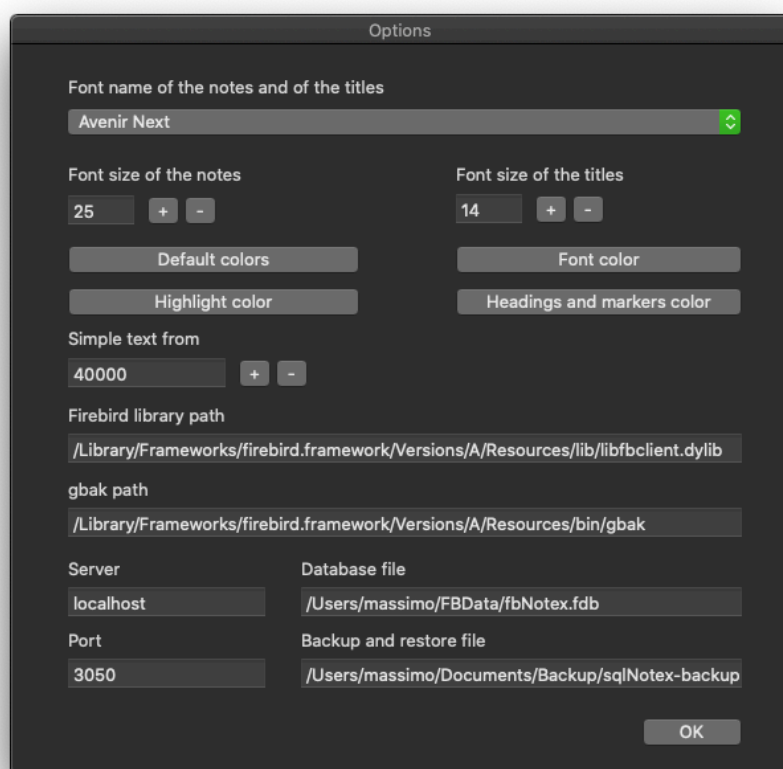 Options
Font name of the notes and of the titles
Avenir Next
Font size of the notes
Font size of the titles
25 + -
14 + -
Default colors
Font color
Highlight color
Headings and markers color
Simple text from
40000 + -
Firebird library path
/Library/Frameworks/firebird.framework/Versions/A/Resources/lib/libfbclient.dylib
gbak path
/Library/Frameworks/firebird.framework/Versions/A/Resources/bin/gbak
Server
Database file
localhost
/Users/massimo/FBData/fbNotex.fdb
Port
Backup and restore file
3050
/Users/massimo/Documents/Backup/sqlNotex-backup
OK